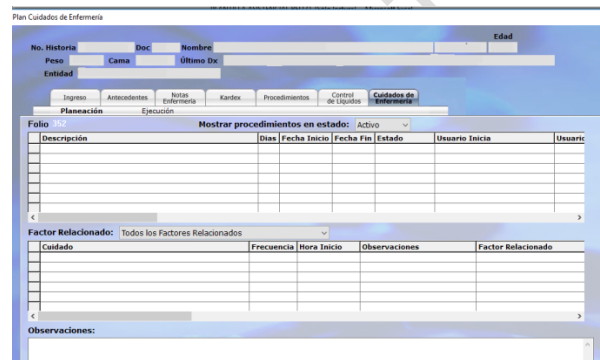 Plan Cuidados de Enfermería
Edad
No. Historia Doc Nombre
Peso Cama Último Dx
Entidad
Ingreso Antecedentes Notas Enfermería Kardex Procedimientos Control de Líquidos Cuidados de Enfermería
Planeación Ejecución
Folio 352 Mostrar procedimientos en estado: Activo
Descripción Dias Fecha Inicio Fecha Fin Estado Usuario Inicia Usuario
Factor Relacionado: Todos los Factores Relacionados
Cuidado Frecuencia Hora Inicio Observaciones Factor Relacionado
Observaciones: